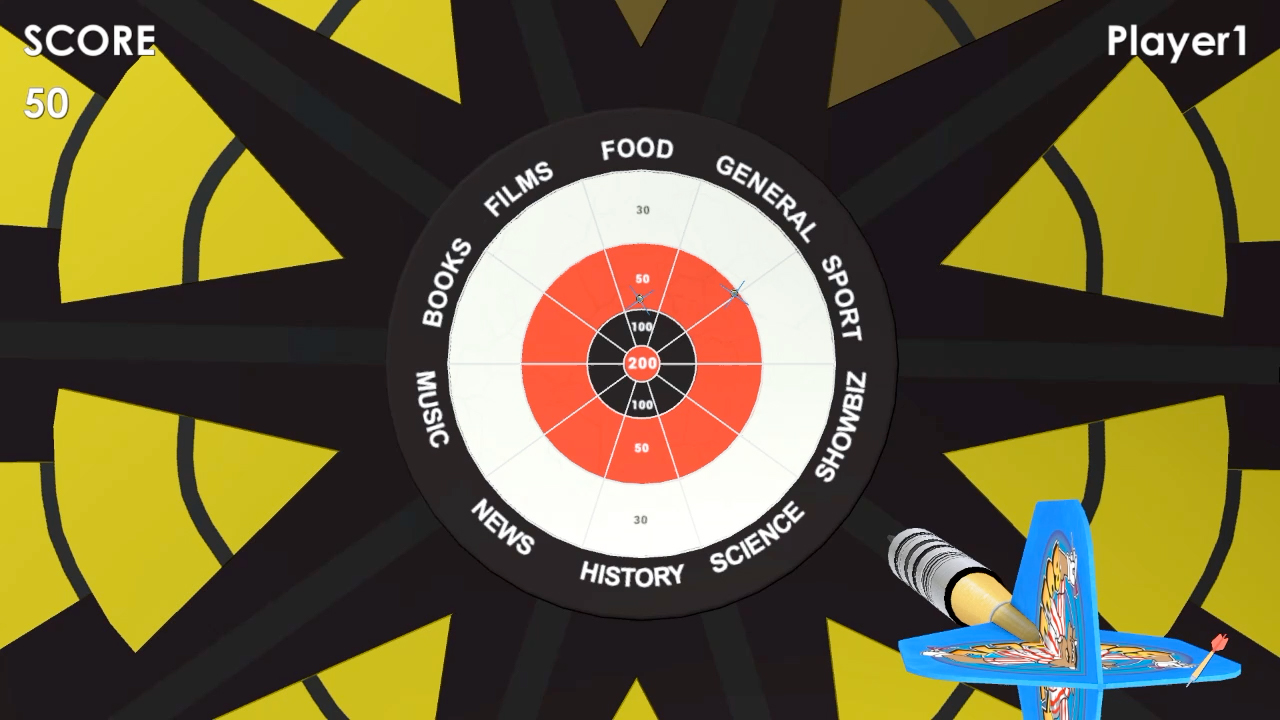 SCORE
50
Player1
FOOD
GENERAL
SPORT
SHOWBIZ
SCIENCE
HISTORY
NEWS
MUSIC
BOOKS
FILMS
30
50
100
200
100
50
30